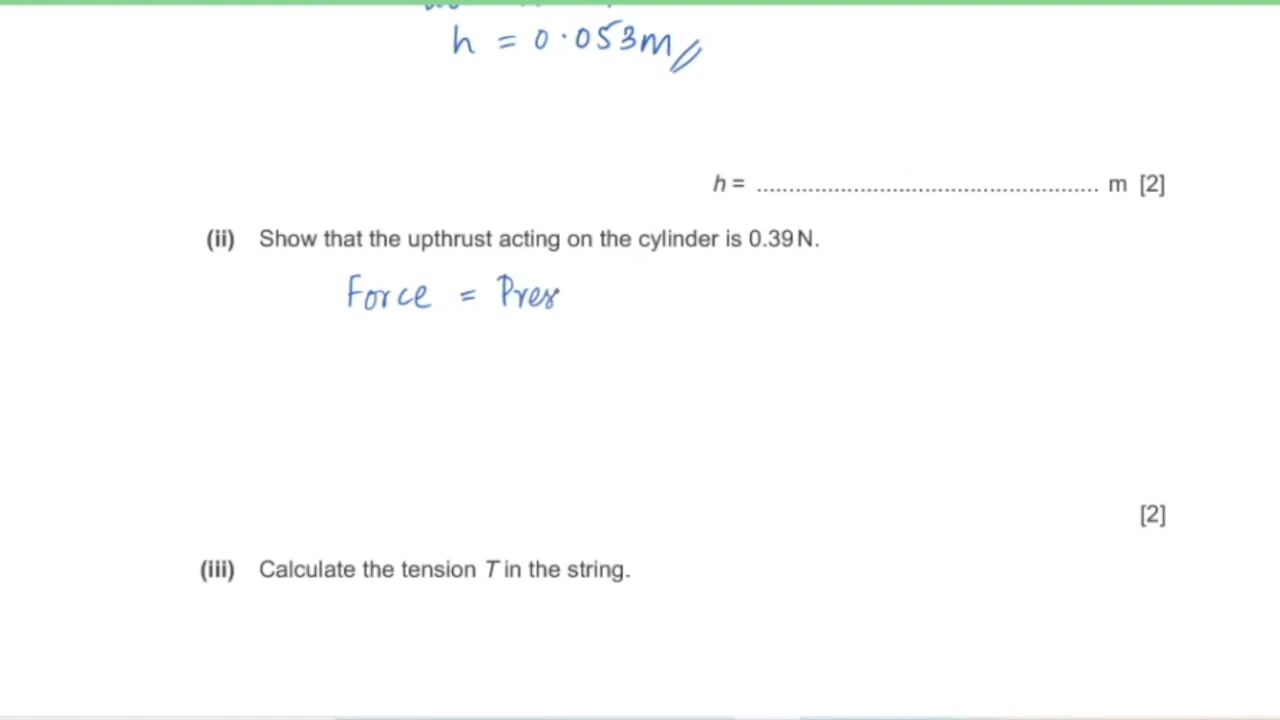 h = 0.053m
h = .................................................... m [2]
(ii) Show that the upthrust acting on the cylinder is 0.39 N.
Force = Pres
[2]
(iii) Calculate the tension T in the string.